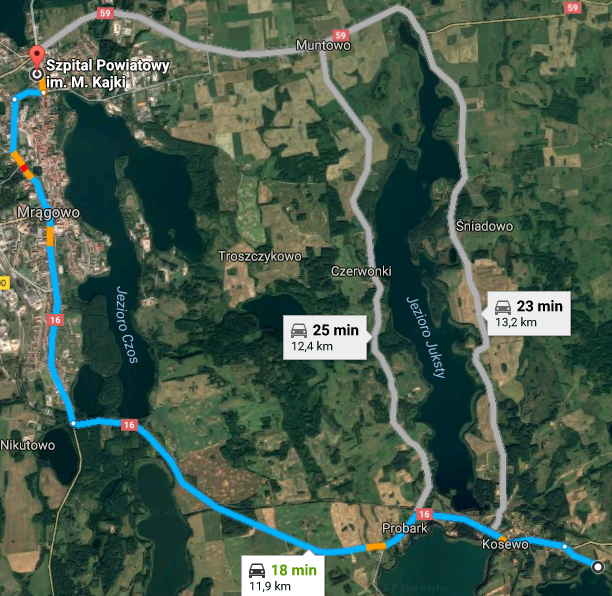 59
59
59
Muntowo
Szpital Powiatowy
im. M. Kajki
Mrągowo
Śniadowo
Troszczykowo
Czerwonki
Jezioro Czos
Jezioro Juksty
23 min
13,2 km
25 min
12,4 km
16
16
Nikutowo
16
Probark
Kosewo
18 min
11,9 km